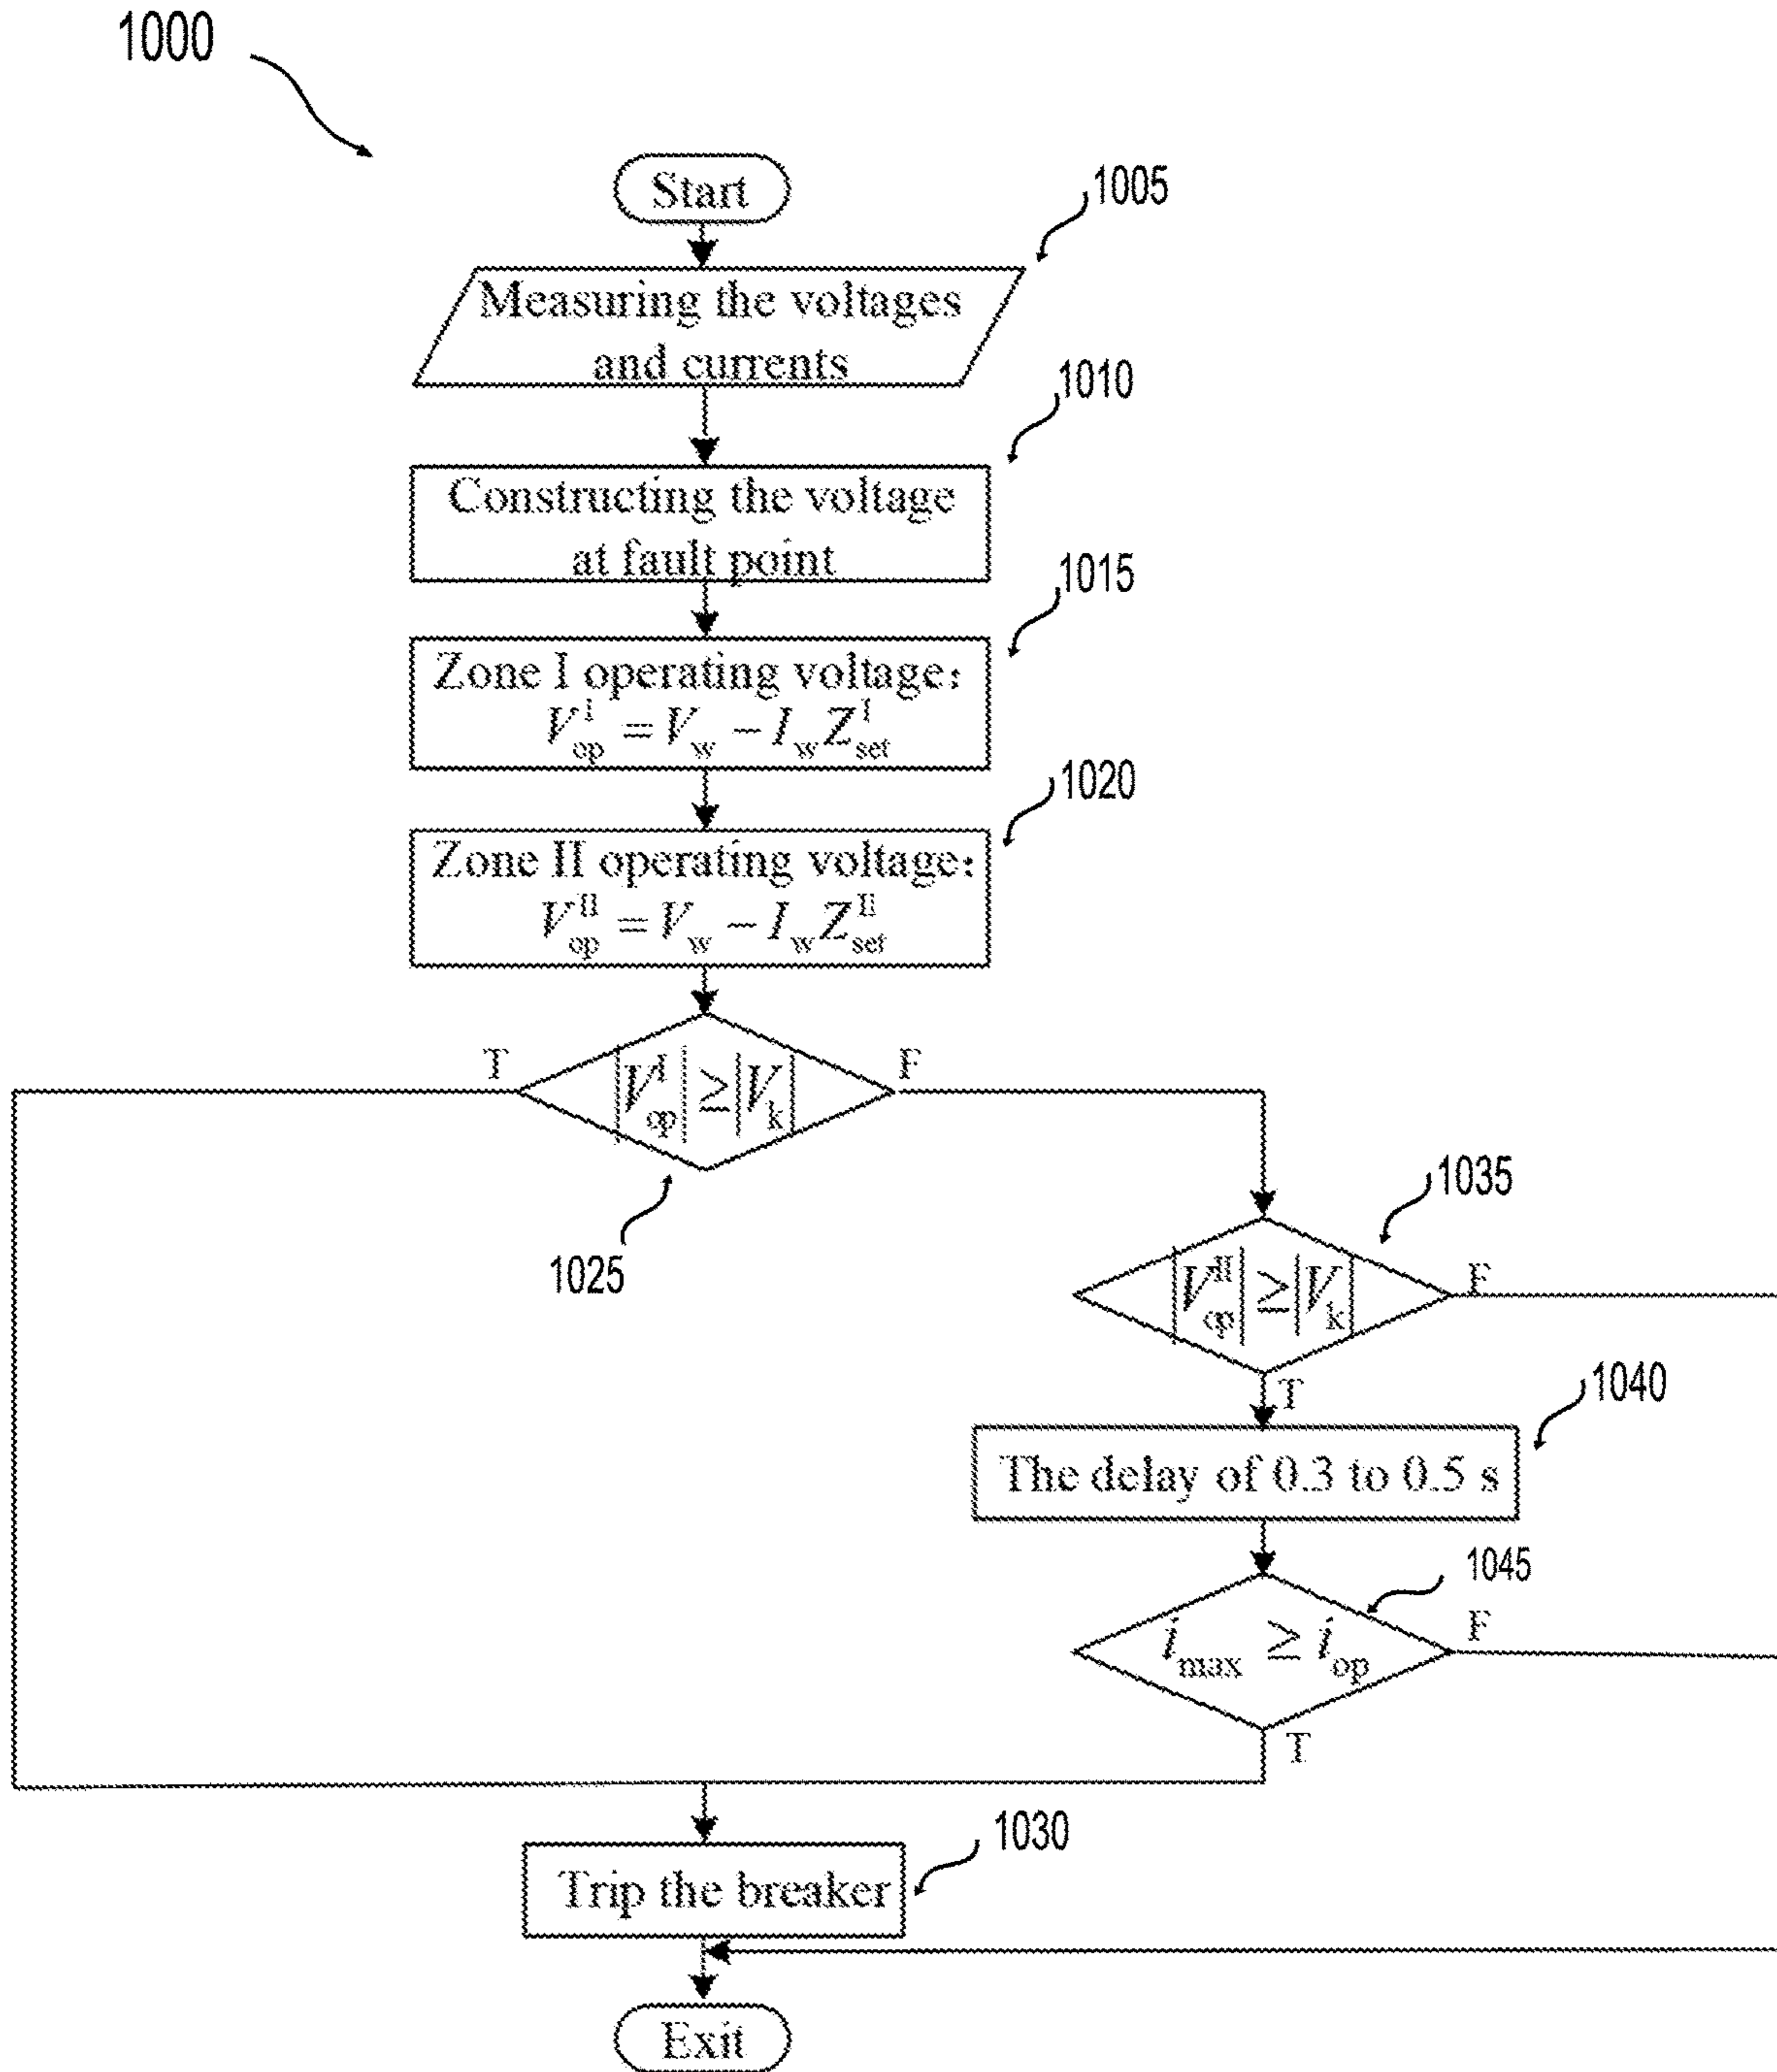 1000
Start
1005
Measuring the voltages
and currents
1010
Constructing the voltage
at fault point
1015
Zone I operating voltage:
V_op^I = V_w − I_w Z_set^I
1020
Zone II operating voltage:
V_op^II = V_w − I_w Z_set^II
T
|V_op^I| ≥ |V_k|
F
1025
1035
|V_op^II| ≥ |V_k|
F
T
1040
The delay of 0.3 to 0.5 s
1045
i_max ≥ i_op
F
T
1030
Trip the breaker
Exit